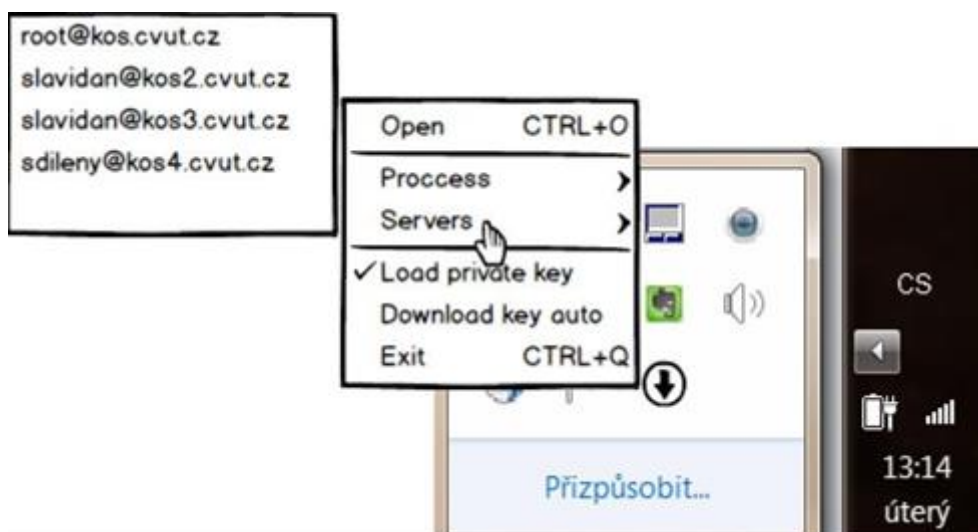 root@kos.cvut.cz
slavidan@kos2.cvut.cz
slavidan@kos3.cvut.cz
sdileny@kos4.cvut.cz
Open CTRL+O
Proccess
Servers
Load private key
Download key auto
Exit CTRL+Q
Přizpůsobit...
CS
13:14
úterý